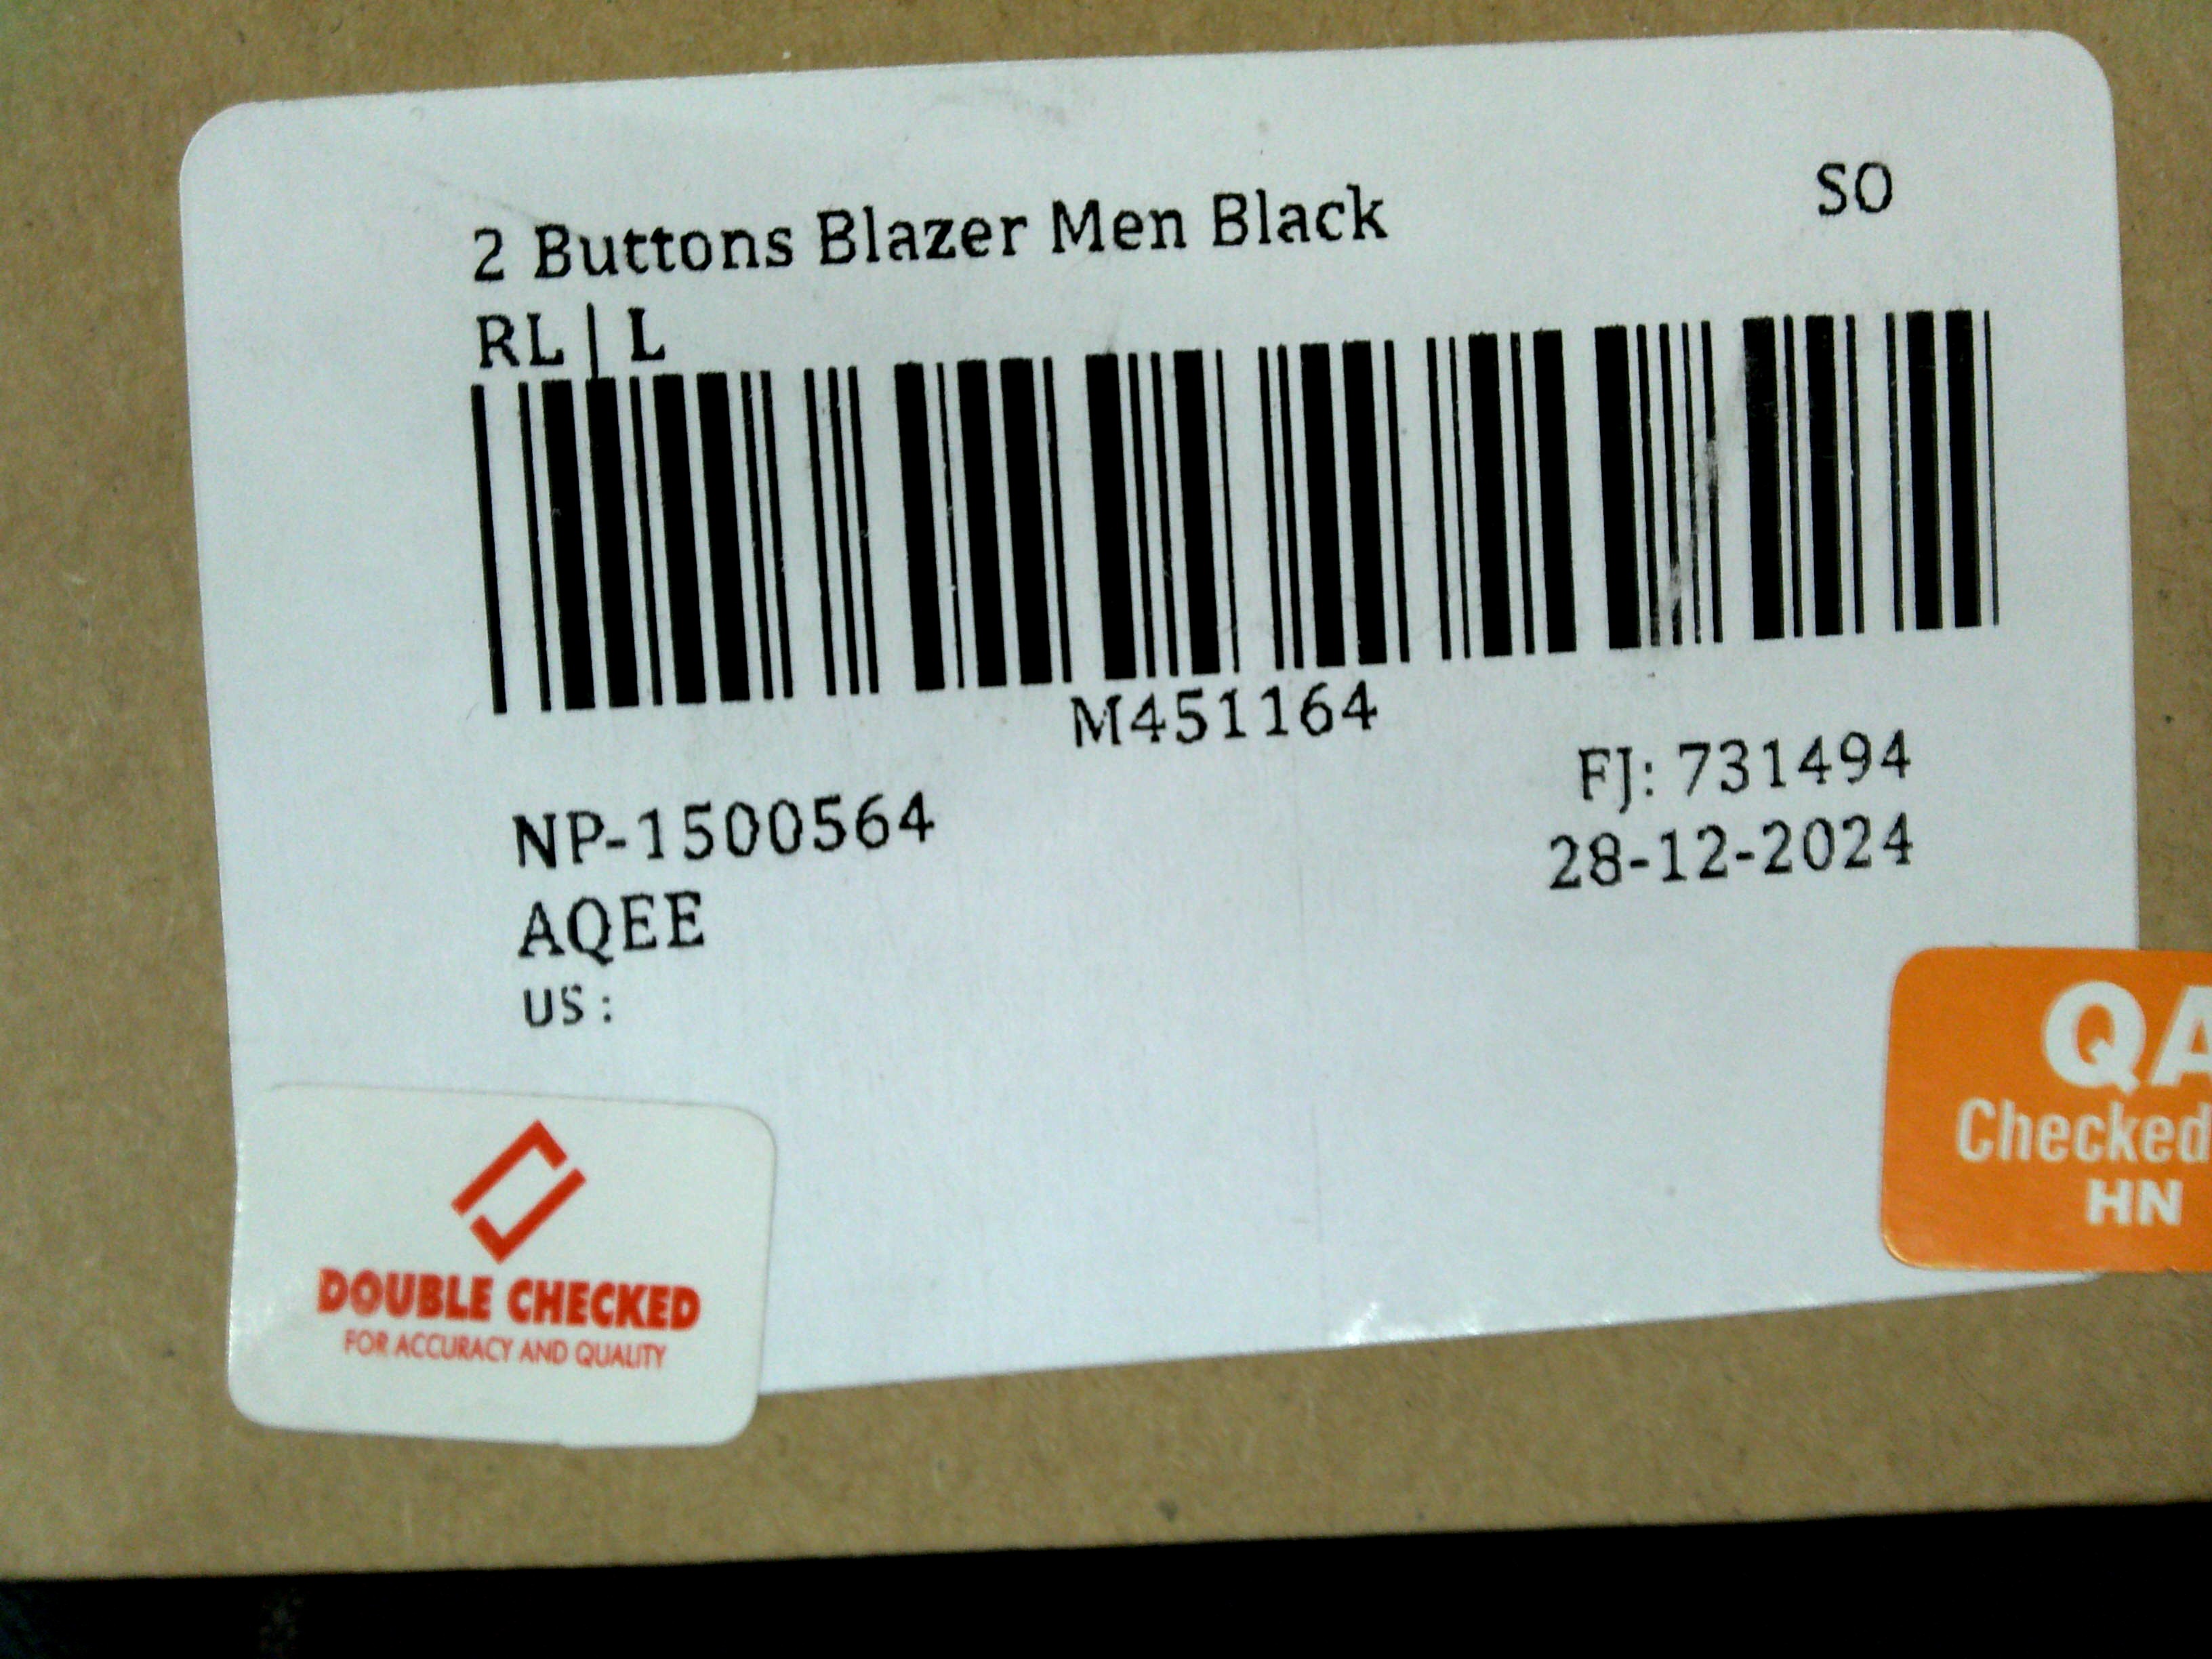 2 Buttons Blazer Men Black
SO
RL | L
M451164
FJ: 731494
NP-1500564
28-12-2024
AQEE
US :
QA
Checked
HN
DOUBLE CHECKED
FOR ACCURACY AND QUALITY